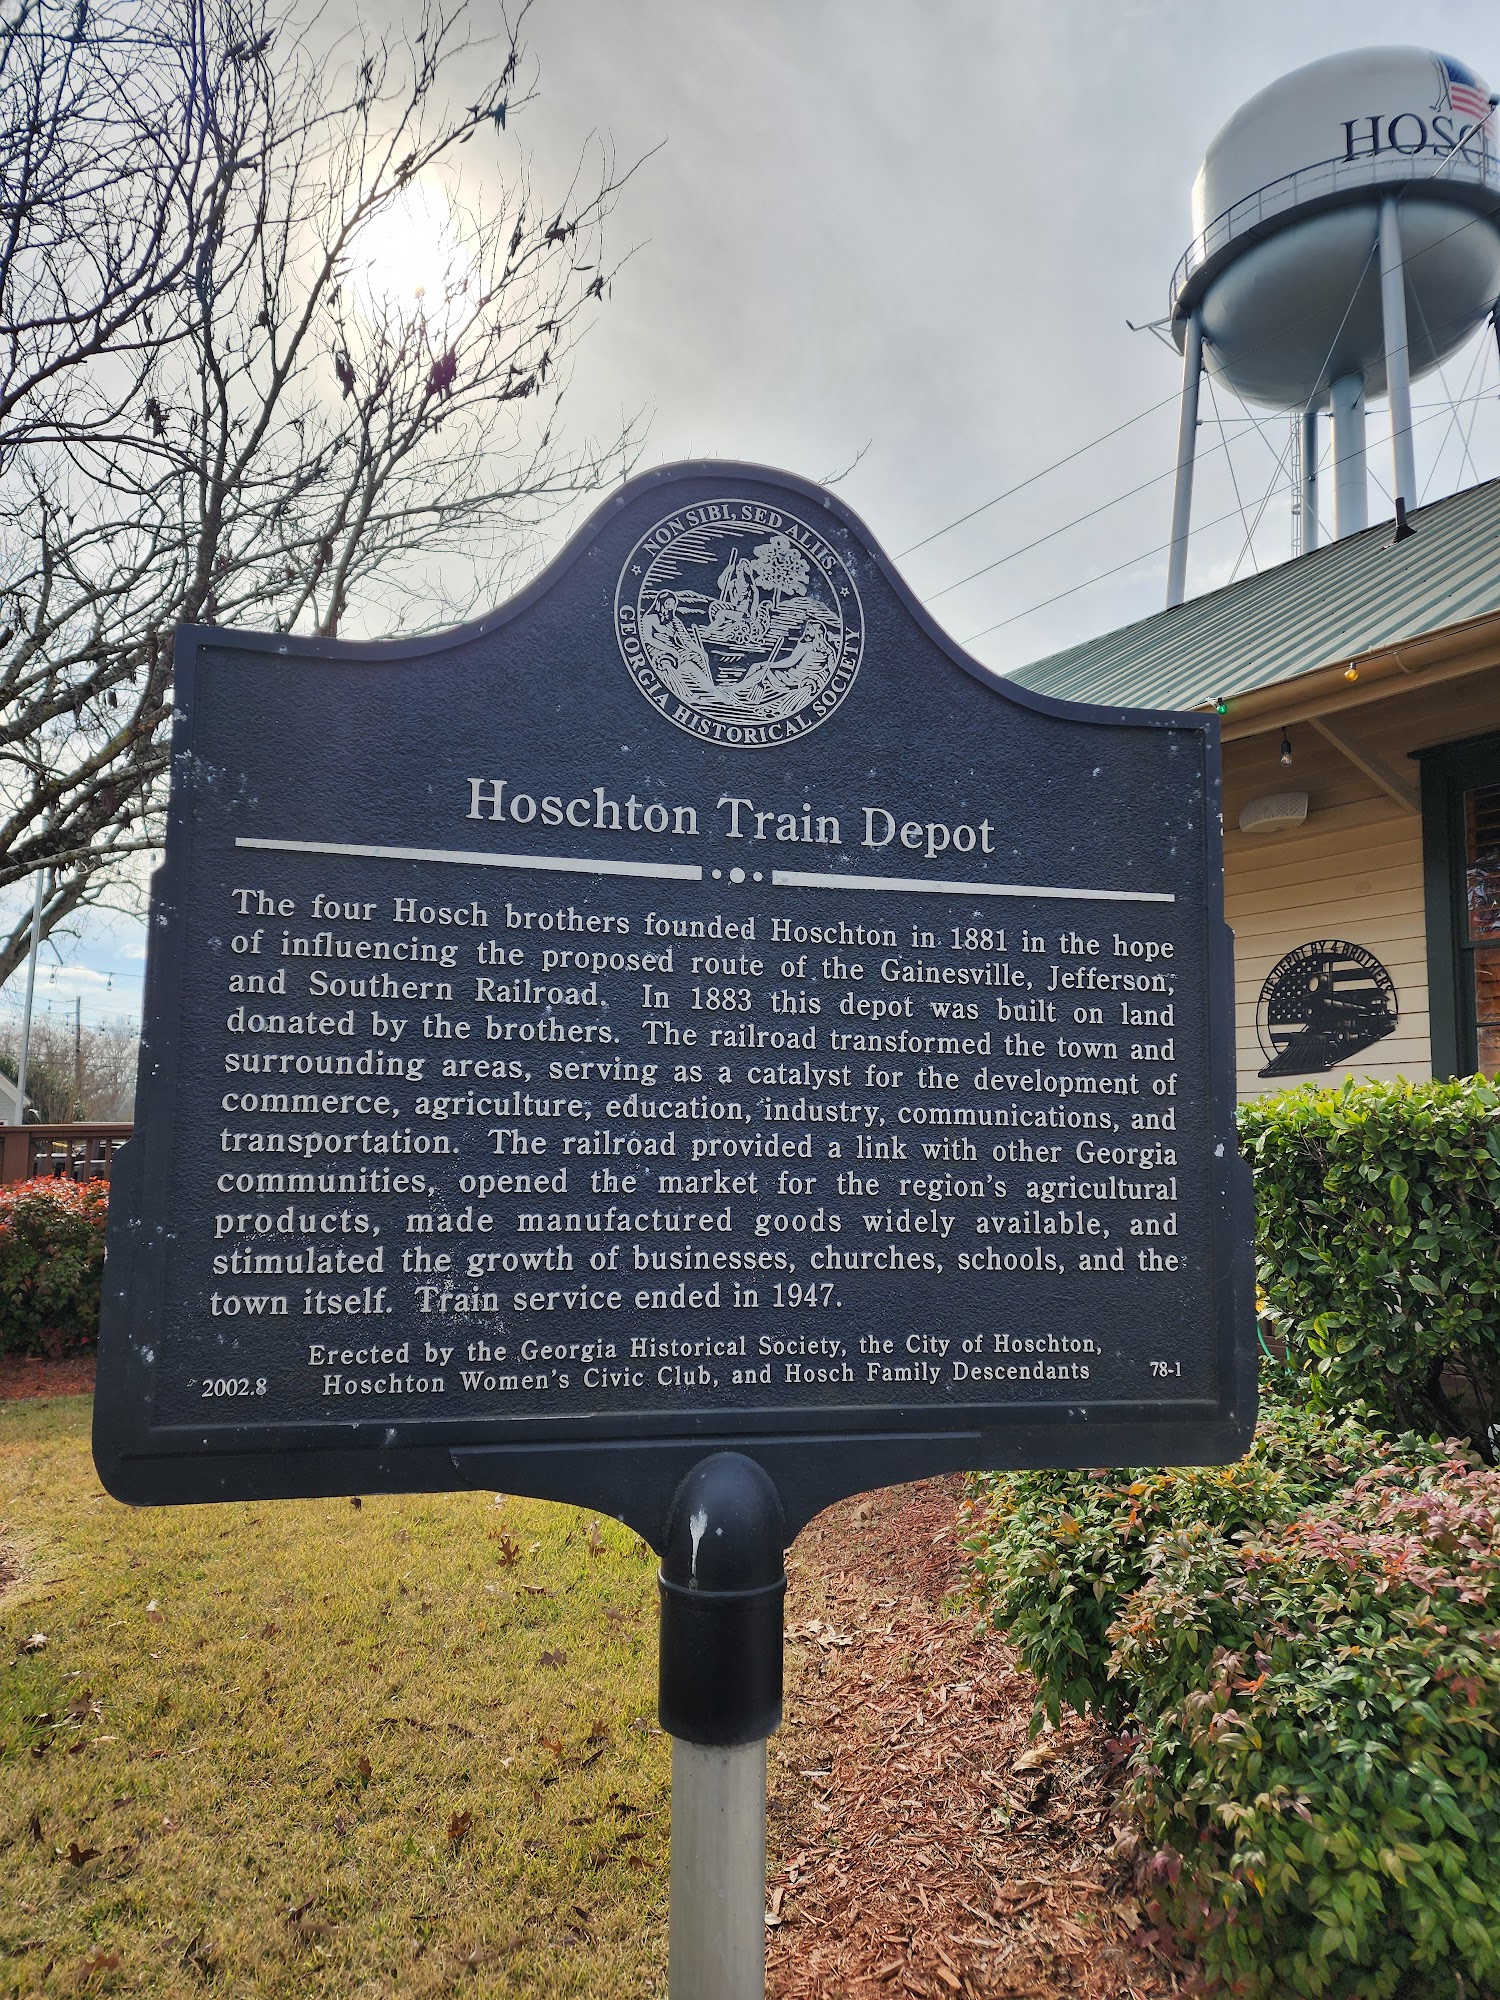 HOSC
NON SIBI, SED ALIIS.
GEORGIA HISTORICAL SOCIETY
Hoschton Train Depot
The four Hosch brothers founded Hoschton in 1881 in the hope
of influencing the proposed route of the Gainesville, Jefferson,
and Southern Railroad. In 1883 this depot was built on land
donated by the brothers. The railroad transformed the town and
surrounding areas, serving as a catalyst for the development of
commerce, agriculture, education, industry, communications, and
transportation. The railroad provided a link with other Georgia
communities, opened the market for the region's agricultural
products, made manufactured goods widely available, and
stimulated the growth of businesses, churches, schools, and the
town itself. Train service ended in 1947.
Erected by the Georgia Historical Society, the City of Hoschton,
2002.8 Hoschton Women's Civic Club, and Hosch Family Descendants 78-1
THE DEPOT BY 4 BROTHERS